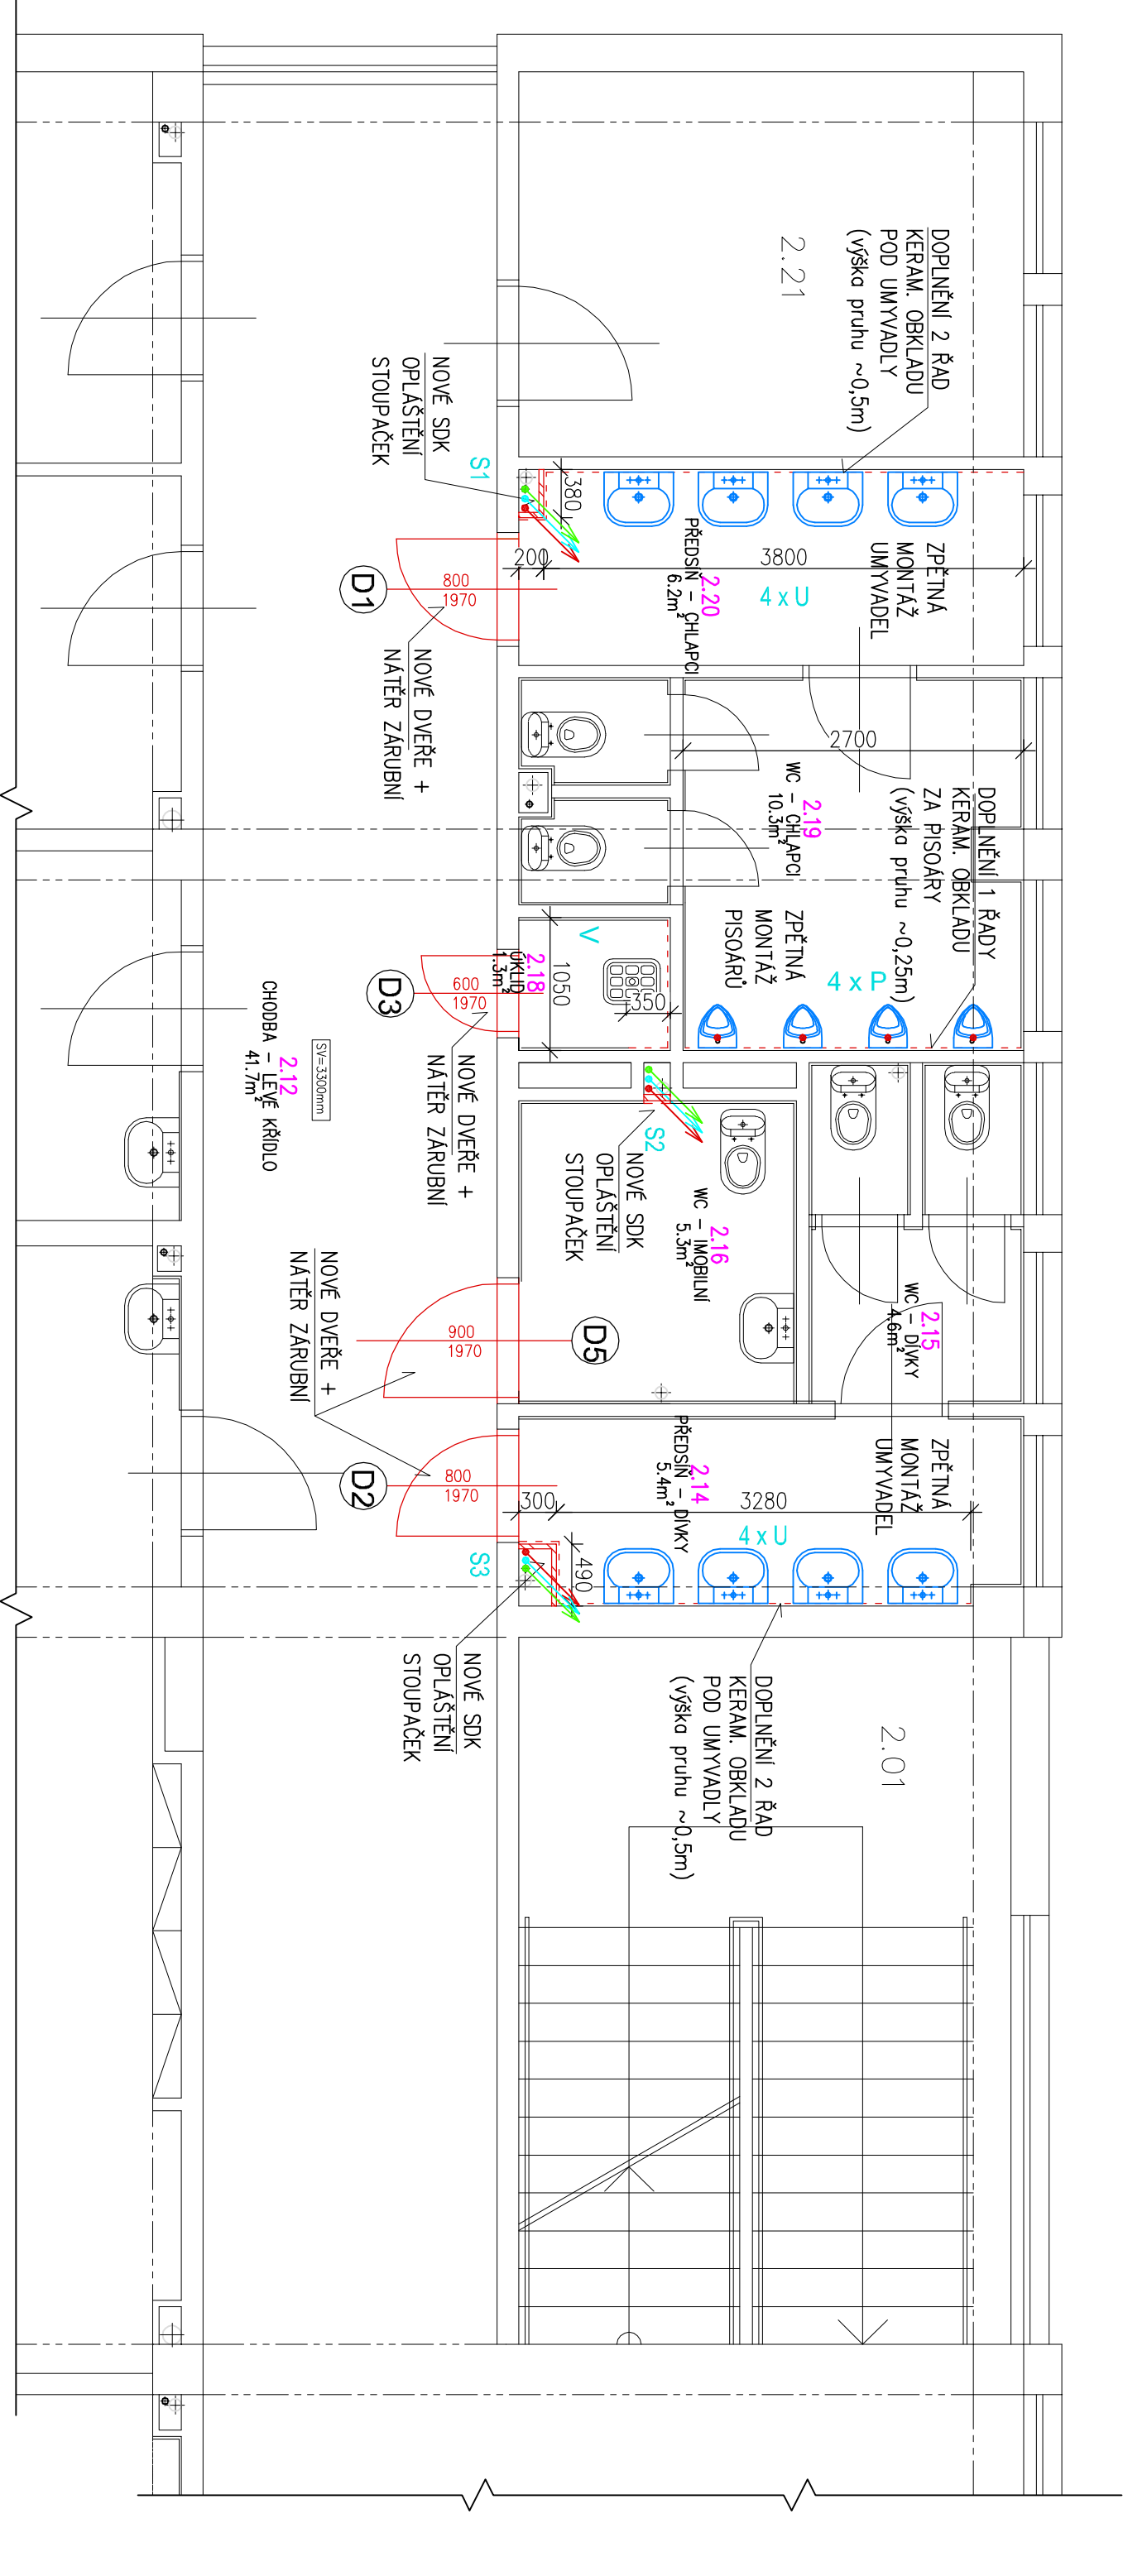 2.21
DOPLNĚNÍ 2 ŘAD
KERAM. OBKLADU
POD UMYVADLY
(výška pruhu ~0,5m)
NOVÉ SDK
OPLÁŠTĚNÍ
STOUPAČEK
S1
380
200
3800
ZPĚTNÁ
MONTÁŽ
UMYVADEL
4 x U
2.20
PŘEDSÍŇ - CHLAPCI
6.2m²
D1
800
1970
NOVÉ DVEŘE +
NÁTĚR ZÁRUBNÍ
2700
2.19
WC - CHLAPCI
10.3m²
DOPLNĚNÍ 1 ŘADY
KERAM. OBKLADU
ZA PISOÁRY
(výška pruhu ~0,25m)
ZPĚTNÁ
MONTÁŽ
PISOÁRŮ
4 x P
V
2.18
ÚKLID
1.3m²
1050
350
D3
600
1970
NOVÉ DVEŘE +
NÁTĚR ZÁRUBNÍ
SV=3300mm
2.12
CHODBA - LEVÉ KŘÍDLO
41.7m²
S2
NOVÉ SDK
OPLÁŠTĚNÍ
STOUPAČEK
2.16
WC - IMOBILNÍ
5.3m²
2.15
WC - DÍVKY
4.6m²
D5
900
1970
NOVÉ DVEŘE +
NÁTĚR ZÁRUBNÍ
D2
800
1970
300
3280
2.14
PŘEDSÍŇ - DÍVKY
5.4m²
ZPĚTNÁ
MONTÁŽ
UMYVADEL
4 x U
S3
490
NOVÉ SDK
OPLÁŠTĚNÍ
STOUPAČEK
DOPLNĚNÍ 2 ŘAD
KERAM. OBKLADU
POD UMYVADLY
(výška pruhu ~0,5m)
2.01